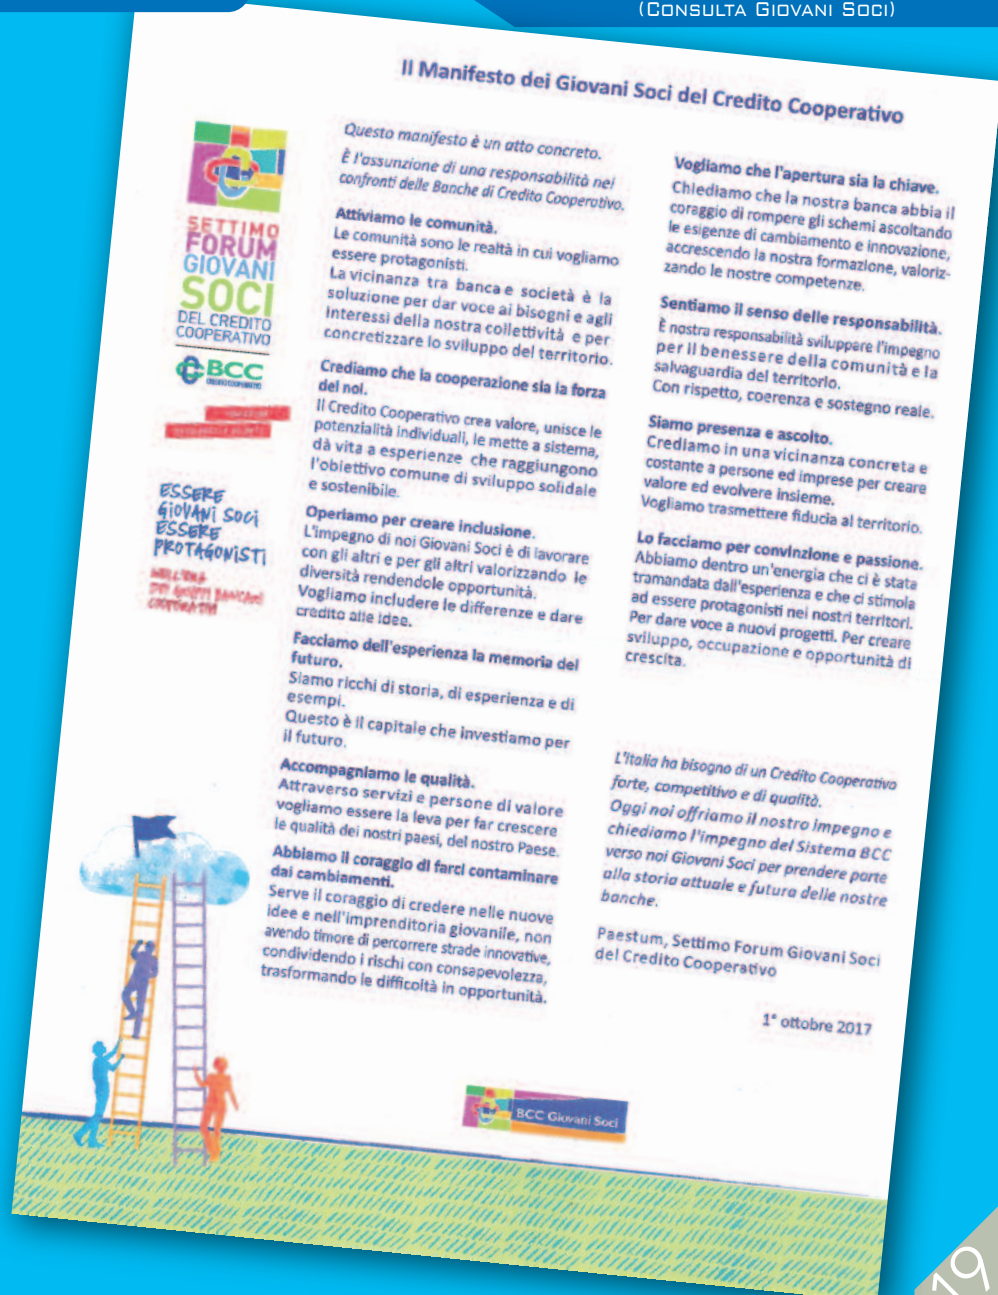 (Consulta Giovani Soci)
Il Manifesto dei Giovani Soci del Credito Cooperativo
SETTIMO
FORUM
GIOVANI
SOCI
DEL CREDITO
COOPERATIVO
BCC
CREDITO COOPERATIVO
ESSERE
GIOVANI SOCI
ESSERE
PROTAGONISTI
NELL'ERA
DEI GRUPPI BANCARI
COOPERATIVI
Questo manifesto è un atto concreto.
È l'assunzione di una responsabilità nei
confronti delle Banche di Credito Cooperativo.
Attiviamo le comunità.
Le comunità sono le realtà in cui vogliamo
essere protagonisti.
La vicinanza tra banca e società è la
soluzione per dar voce ai bisogni e agli
interessi della nostra collettività e per
concretizzare lo sviluppo del territorio.
Crediamo che la cooperazione sia la forza
del noi.
Il Credito Cooperativo crea valore, unisce le
potenzialità individuali, le mette a sistema,
dà vita a esperienze che raggiungono
l'obiettivo comune di sviluppo solidale
e sostenibile.
Operiamo per creare inclusione.
L'impegno di noi Giovani Soci è di lavorare
con gli altri e per gli altri valorizzando le
diversità rendendole opportunità.
Vogliamo includere le differenze e dare
credito alle idee.
Facciamo dell'esperienza la memoria del
futuro.
Siamo ricchi di storia, di esperienza e di
esempi.
Questo è il capitale che investiamo per
il futuro.
Accompagniamo le qualità.
Attraverso servizi e persone di valore
vogliamo essere la leva per far crescere
le qualità dei nostri paesi, del nostro Paese.
Abbiamo il coraggio di farci contaminare
dai cambiamenti.
Serve il coraggio di credere nelle nuove
idee e nell'imprenditoria giovanile, non
avendo timore di percorrere strade innovative,
condividendo i rischi con consapevolezza,
trasformando le difficoltà in opportunità.
Vogliamo che l'apertura sia la chiave.
Chiediamo che la nostra banca abbia il
coraggio di rompere gli schemi ascoltando
le esigenze di cambiamento e innovazione,
accrescendo la nostra formazione, valoriz-
zando le nostre competenze.
Sentiamo il senso delle responsabilità.
È nostra responsabilità sviluppare l'impegno
per il benessere della comunità e la
salvaguardia del territorio.
Con rispetto, coerenza e sostegno reale.
Siamo presenza e ascolto.
Crediamo in una vicinanza concreta e
costante a persone ed imprese per creare
valore ed evolvere insieme.
Vogliamo trasmettere fiducia al territorio.
Lo facciamo per convinzione e passione.
Abbiamo dentro un'energia che ci è stata
tramandata dall'esperienza e che ci stimola
ad essere protagonisti nei nostri territori.
Per dare voce a nuovi progetti. Per creare
sviluppo, occupazione e opportunità di
crescita.
L'Italia ha bisogno di un Credito Cooperativo
forte, competitivo e di qualità.
Oggi noi offriamo il nostro impegno e
chiediamo l'impegno del Sistema BCC
verso noi Giovani Soci per prendere parte
alla storia attuale e futura delle nostre
banche.
Paestum, Settimo Forum Giovani Soci
del Credito Cooperativo
1° ottobre 2017
BCC Giovani Soci
19